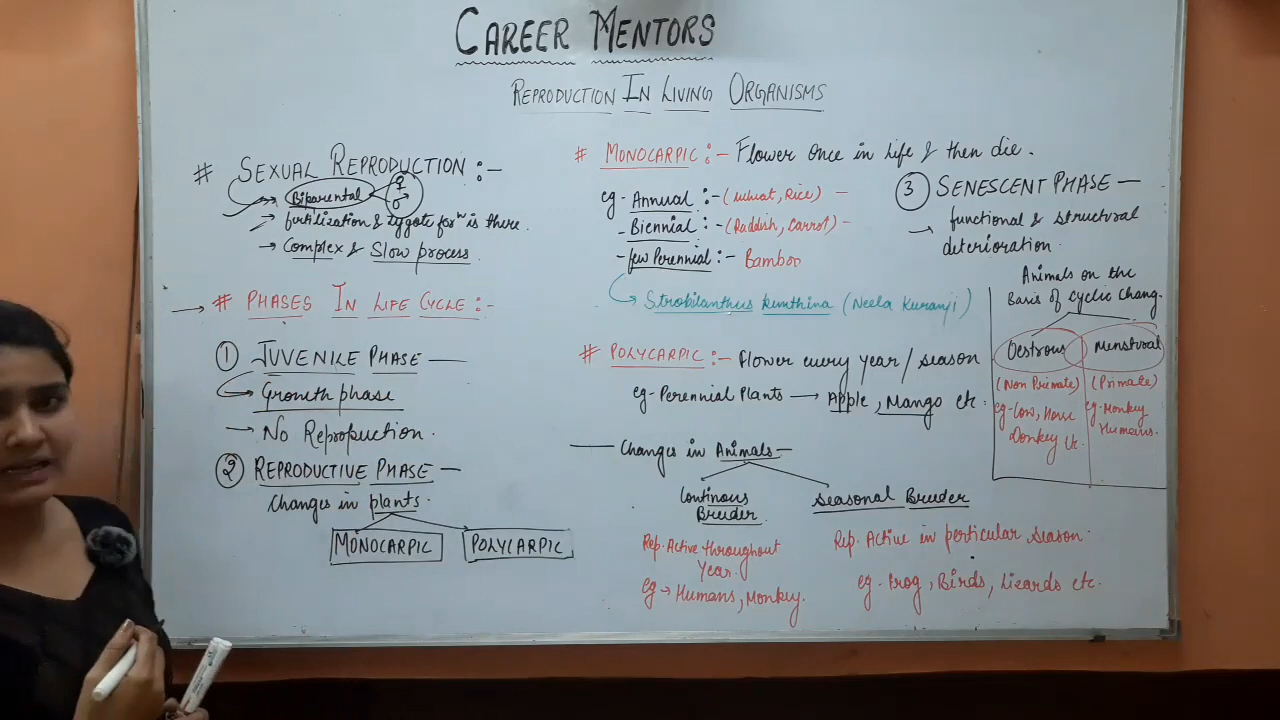 CAREER MENTORS
REPRODUCTION IN LIVING ORGANISMS
# SEXUAL REPRODUCTION :-
→ Biparental ♀ ♂
→ fertilisation & zygote forⁿ is there.
→ Complex & Slow process.
→ # PHASES IN LIFE CYCLE :-
① JUVENILE PHASE —
→ Growth phase
→ No Reproduction.
② REPRODUCTIVE PHASE —
Changes in plants.
MONOCARPIC POLYCARPIC
# MONOCARPIC :- Flower once in life & then die.
eg- Annual :- (Wheat, Rice) —
- Biennial :- (Raddish, Carrot) —
- few Perennial :- Bamboo
→ Strobilanthus kunthina (Neela Kuranji)
# POLYCARPIC :- Flower every year / season
eg- Perennial Plants → Apple, Mango etc.
— Changes in Animals —
Continous
Breeder
Rep. Active throughout
Year.
eg → Humans, Monkey.
Seasonal Breeder
Rep. Active in perticular season.
eg- Frog, Birds, Lizards etc.
③ SENESCENT PHASE —
→ functional & structural
deterioration.
Animals on the
Basis of Cyclic Chang.
Oestrous Menstural
(Non Primate) (Primate)
eg- Cow, Horse
Donkey etc.
eg- Monkey
Humans.